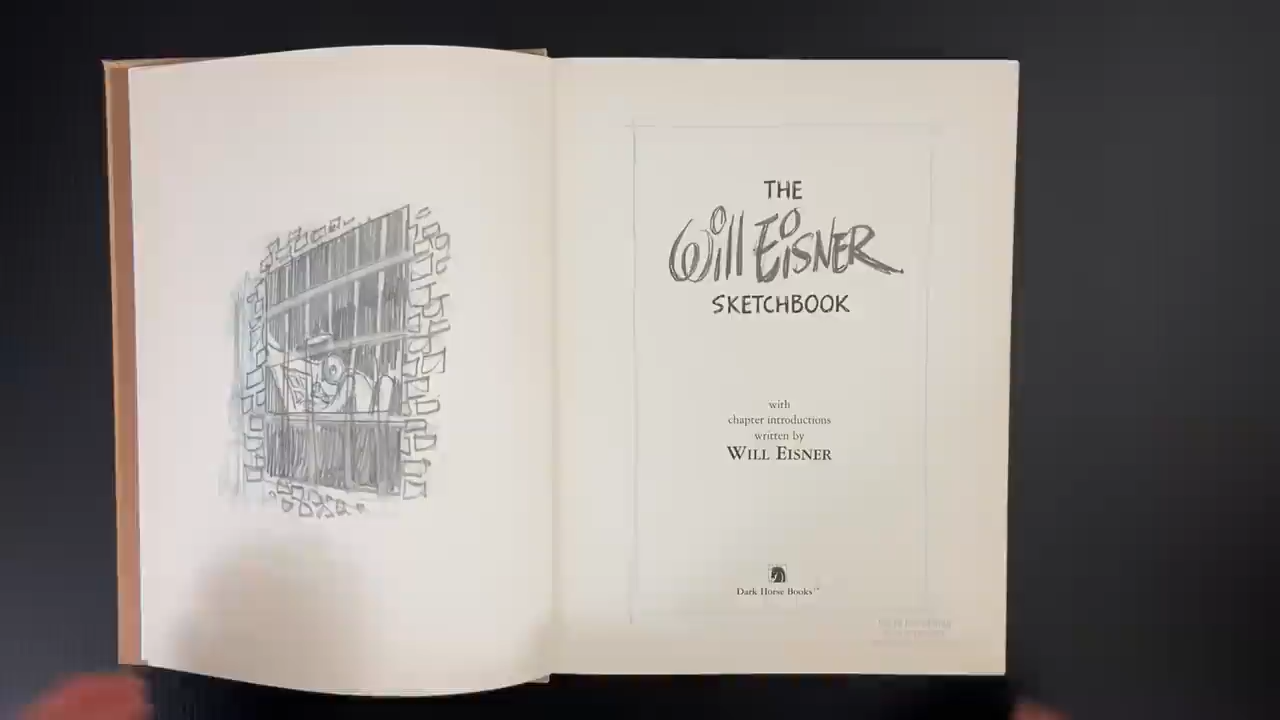 THE
Will EISNER
SKETCHBOOK
with
chapter introductions
written by
WILL EISNER
Dark Horse Books™